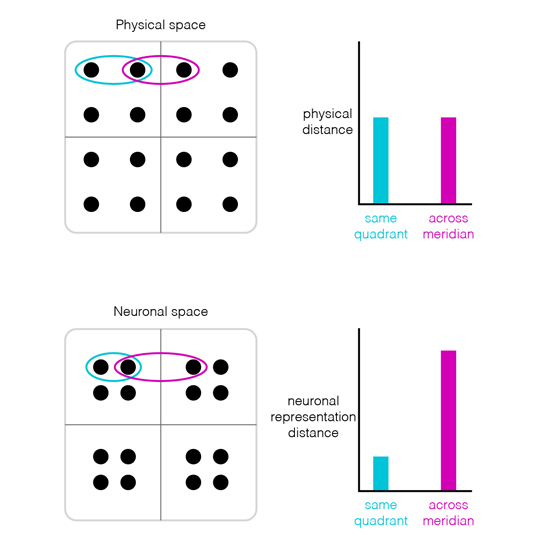 Physical space
physical
distance
same
quadrant
across
meridian
Neuronal space
neuronal
representation
distance
same
quadrant
across
meridian